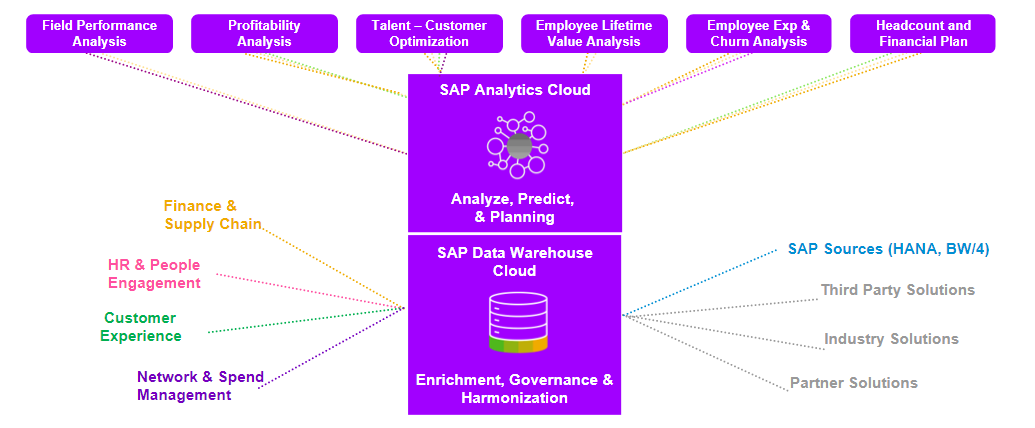 Field Performance
Analysis
Profitability
Analysis
Talent – Customer
Optimization
Employee Lifetime
Value Analysis
Employee Exp &
Churn Analysis
Headcount and
Financial Plan
SAP Analytics Cloud
Analyze, Predict,
& Planning
Finance &
Supply Chain
HR & People
Engagement
Customer
Experience
Network & Spend
Management
SAP Data Warehouse
Cloud
Enrichment, Governance &
Harmonization
SAP Sources (HANA, BW/4)
Third Party Solutions
Industry Solutions
Partner Solutions